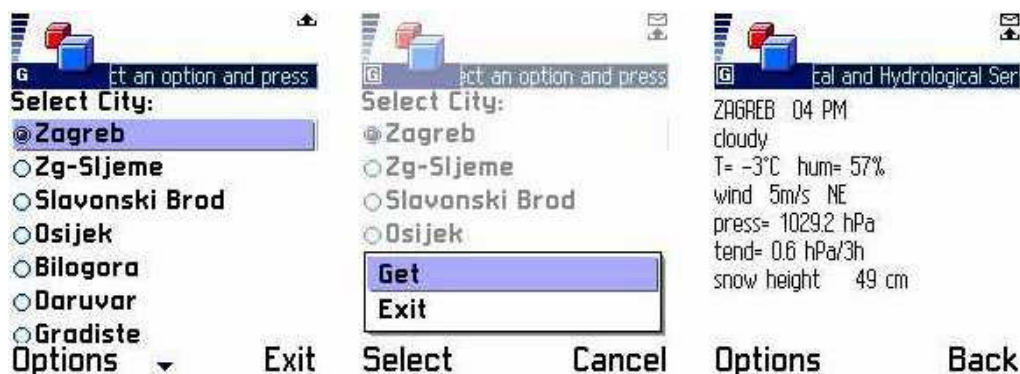 G
ct an option and press
Select City:
Zagreb
Zg-Sljeme
Slavonski Brod
Osijek
Bilogora
Daruvar
Gradiste
Options Exit
G
ect an option and press
Select City:
Zagreb
Zg-Sljeme
Slavonski Brod
Osijek
Get
Exit
Select Cancel
G
cal and Hydrological Ser
ZAGREB 04 PM
cloudy
T= -3°C hum= 57%
wind 5m/s NE
press= 1029.2 hPa
tend= 0.6 hPa/3h
snow height 49 cm
Options Back